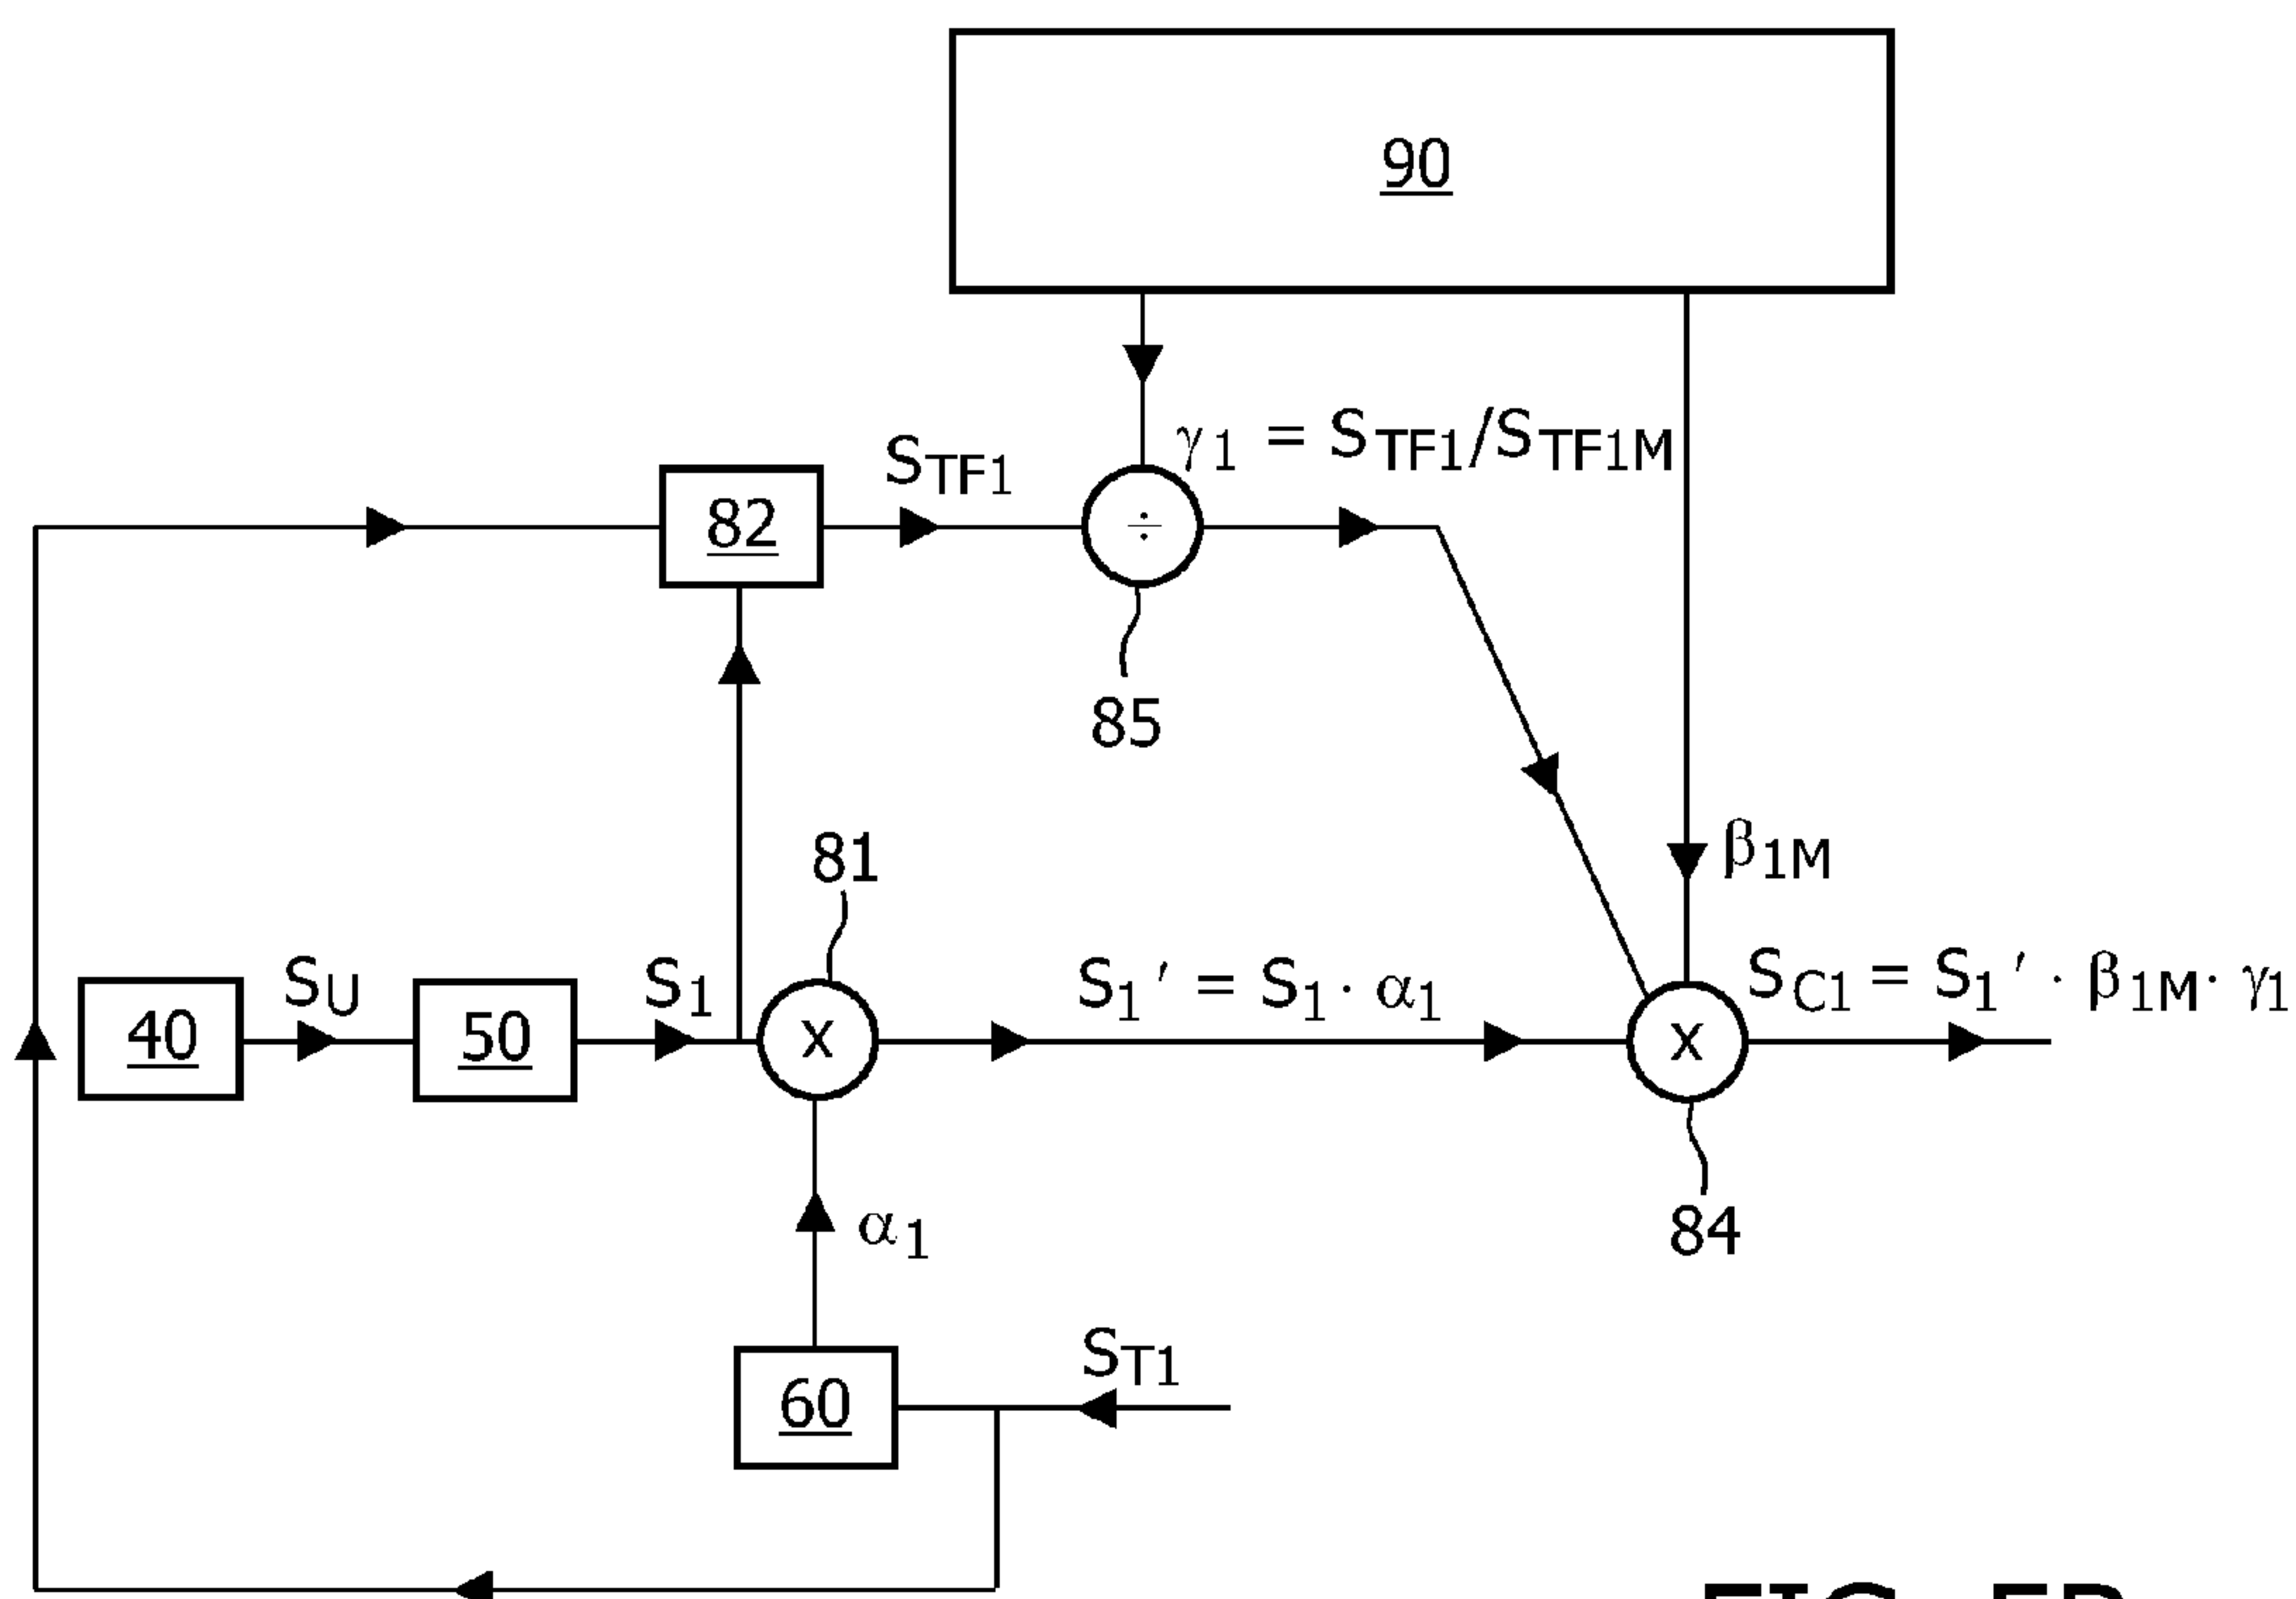 90
γ1 = STF1/STF1M
STF1
82
÷
85
81
β1M
40
SU
50
S1
x
S1′ = S1· α1
x
SC1 = S1′ · β1M· γ1
α1
84
60
ST1